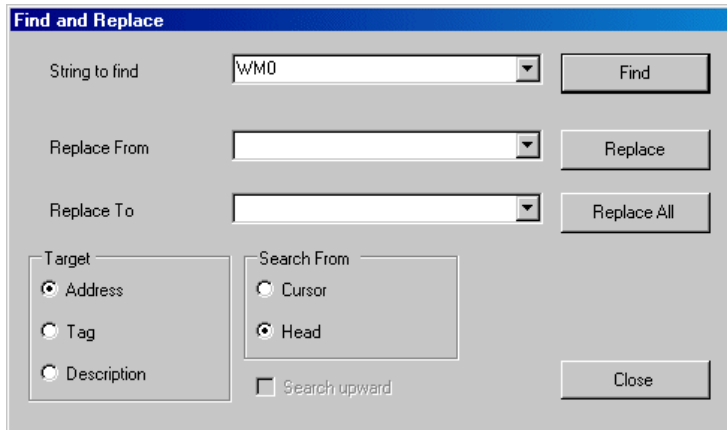 Find and Replace
String to find WM0 Find
Replace From Replace
Replace To Replace All
Target Search From
Address Cursor
Tag Head
Description Search upward
Close